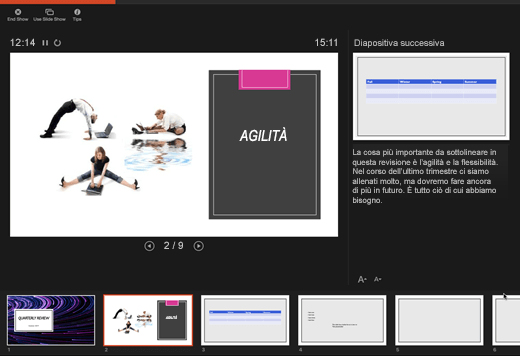 End Show
Use Slide Show
Tips
12:14
15:11
Diapositiva successiva
AGILITÀ
Fall Winter Spring Summer
La cosa più importante da sottolineare in
questa revisione è l'agilità e la flessibilità.
Nel corso dell'ultimo trimestre ci siamo
allenati molto, ma dovremo fare ancora
di più in futuro. È tutto ciò di cui abbiamo
bisogno.
2 / 9
A- A-
QUARTERLY REVIEW
AGILITÀ
1 2 3 4 5 6